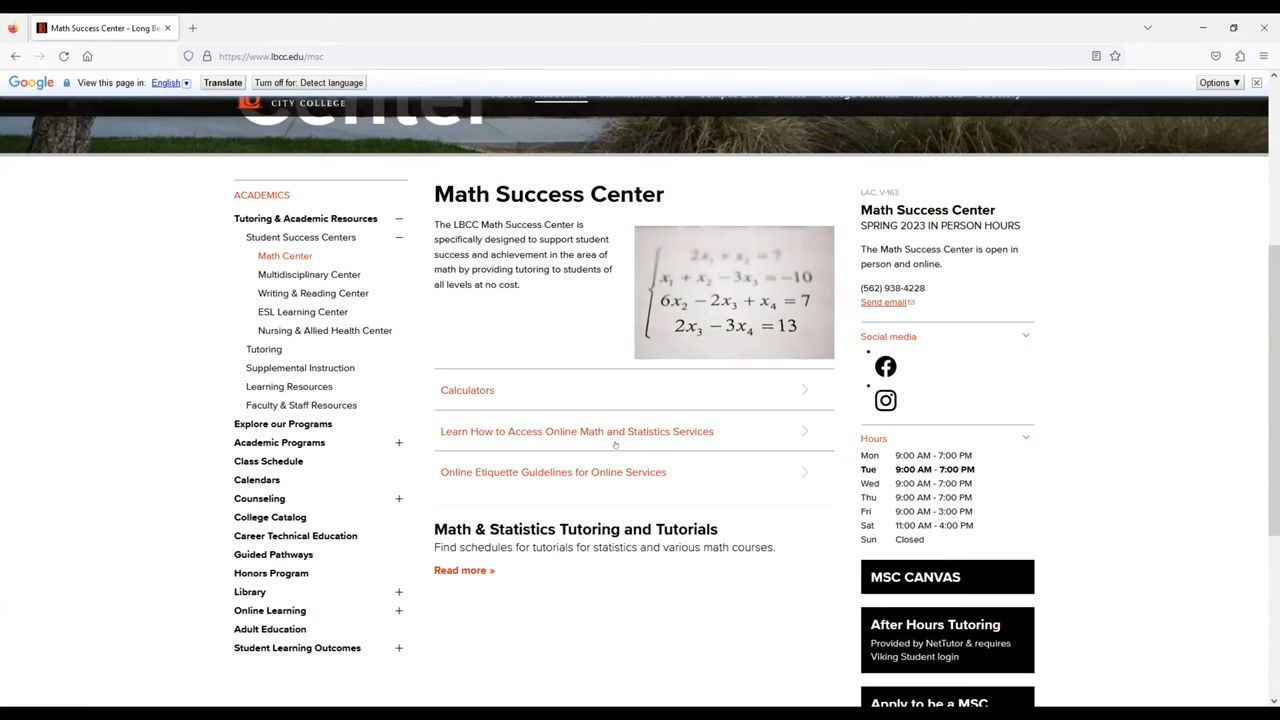 Math Success Center - Long Be
https://www.lbcc.edu/msc
Google View this page in: English Translate Turn off for: Detect language Options
CITY COLLEGE
Center
ACADEMICS
Tutoring & Academic Resources
Student Success Centers
Math Center
Multidisciplinary Center
Writing & Reading Center
ESL Learning Center
Nursing & Allied Health Center
Tutoring
Supplemental Instruction
Learning Resources
Faculty & Staff Resources
Explore our Programs
Academic Programs
Class Schedule
Calendars
Counseling
College Catalog
Career Technical Education
Guided Pathways
Honors Program
Library
Online Learning
Adult Education
Student Learning Outcomes
Math Success Center
The LBCC Math Success Center is
specifically designed to support student
success and achievement in the area of
math by providing tutoring to students of
all levels at no cost.
x₁ + x₂ − 3x₃ = −10
6x₂ − 2x₃ + x₄ = 7
2x₃ − 3x₄ = 13
Calculators
Learn How to Access Online Math and Statistics Services
Online Etiquette Guidelines for Online Services
Math & Statistics Tutoring and Tutorials
Find schedules for tutorials for statistics and various math courses.
Read more »
LAC, V-163
Math Success Center
SPRING 2023 IN PERSON HOURS
The Math Success Center is open in
person and online.
(562) 938-4228
Send email
Social media
Hours
Mon 9:00 AM - 7:00 PM
Tue 9:00 AM - 7:00 PM
Wed 9:00 AM - 7:00 PM
Thu 9:00 AM - 7:00 PM
Fri 9:00 AM - 3:00 PM
Sat 11:00 AM - 4:00 PM
Sun Closed
MSC CANVAS
After Hours Tutoring
Provided by NetTutor & requires
Viking Student login
Apply to be a MSC